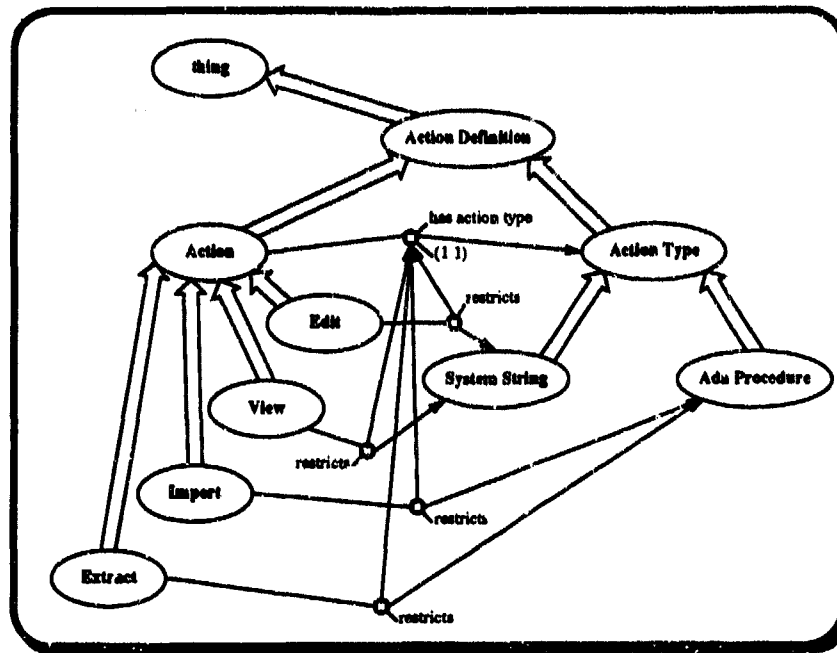 thing
Action Definition
has action type
Action
(1 1)
Action Type
restricts
Edit
System String
Ada Procedure
View
restricts
Import
restricts
Extract
restricts